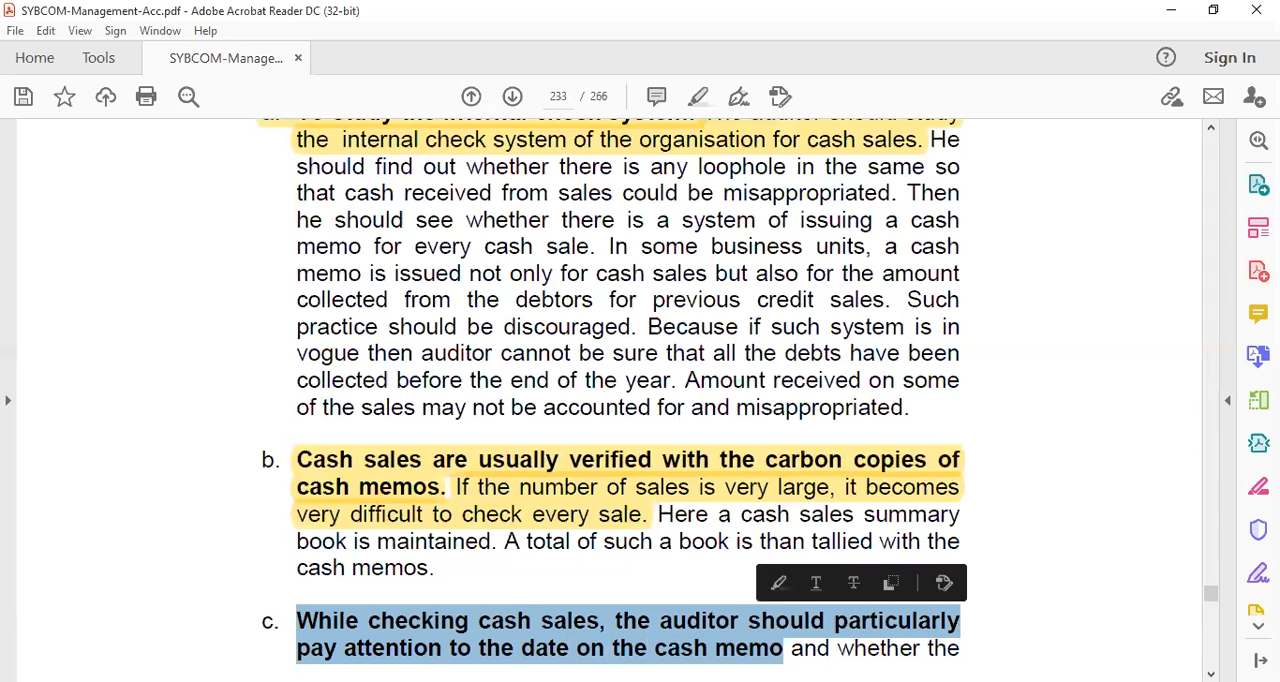 SYBCOM-Management-Acc.pdf - Adobe Acrobat Reader DC (32-bit)
File Edit View Sign Window Help
Home Tools SYBCOM-Manage... × Sign In
233 / 266
a. To study the internal check system. The auditor should study
the internal check system of the organisation for cash sales. He
should find out whether there is any loophole in the same so
that cash received from sales could be misappropriated. Then
he should see whether there is a system of issuing a cash
memo for every cash sale. In some business units, a cash
memo is issued not only for cash sales but also for the amount
collected from the debtors for previous credit sales. Such
practice should be discouraged. Because if such system is in
vogue then auditor cannot be sure that all the debts have been
collected before the end of the year. Amount received on some
of the sales may not be accounted for and misappropriated.
b. Cash sales are usually verified with the carbon copies of
cash memos. If the number of sales is very large, it becomes
very difficult to check every sale. Here a cash sales summary
book is maintained. A total of such a book is than tallied with the
cash memos.
c. While checking cash sales, the auditor should particularly
pay attention to the date on the cash memo and whether the